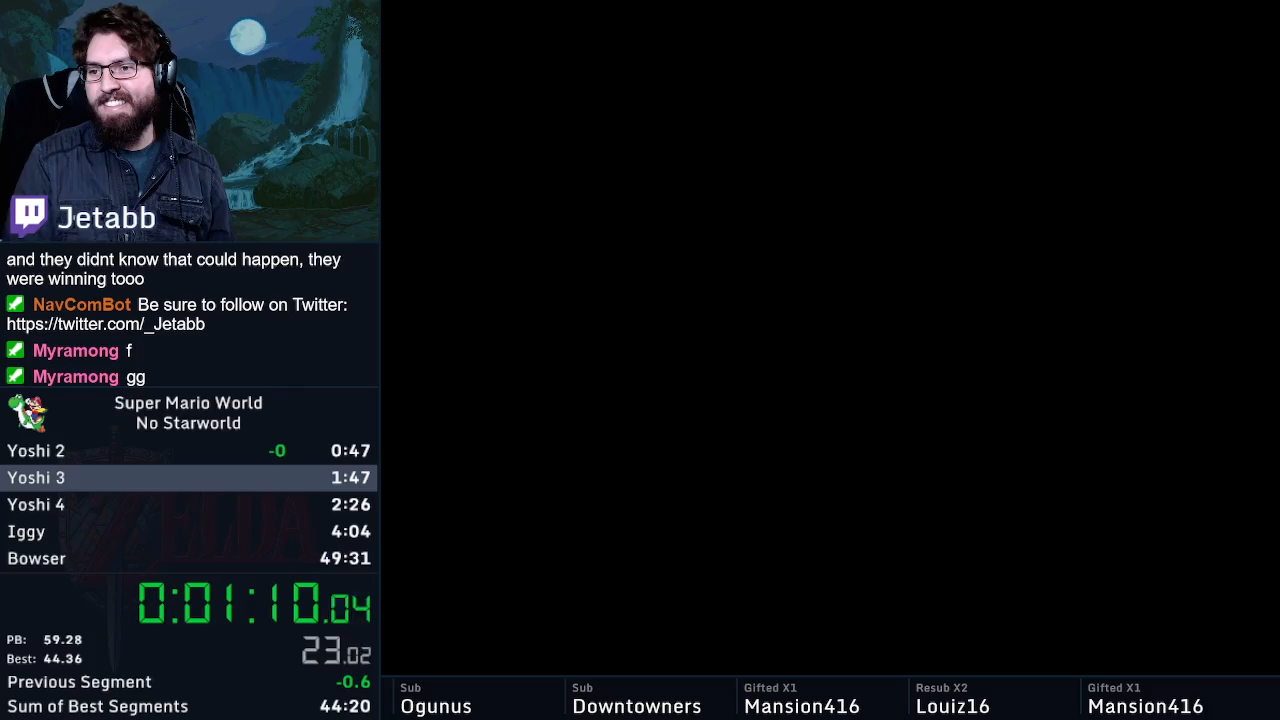 Jetabb
and they didnt know that could happen, they
were winning tooo
NavComBot Be sure to follow on Twitter:
https://twitter.com/_Jetabb
Myramong f
Myramong gg
Super Mario World
No Starworld
Yoshi 2 -0 0:47
Yoshi 3 1:47
Yoshi 4 2:26
Iggy 4:04
Bowser 49:31
0:01:10.04
PB: 59.28
Best: 44.36
23.02
Previous Segment -0.6
Sum of Best Segments 44:20
Sub
Ogunus
Sub
Downtowners
Gifted X1
Mansion416
Resub X2
Louiz16
Gifted X1
Mansion416
ZELDA